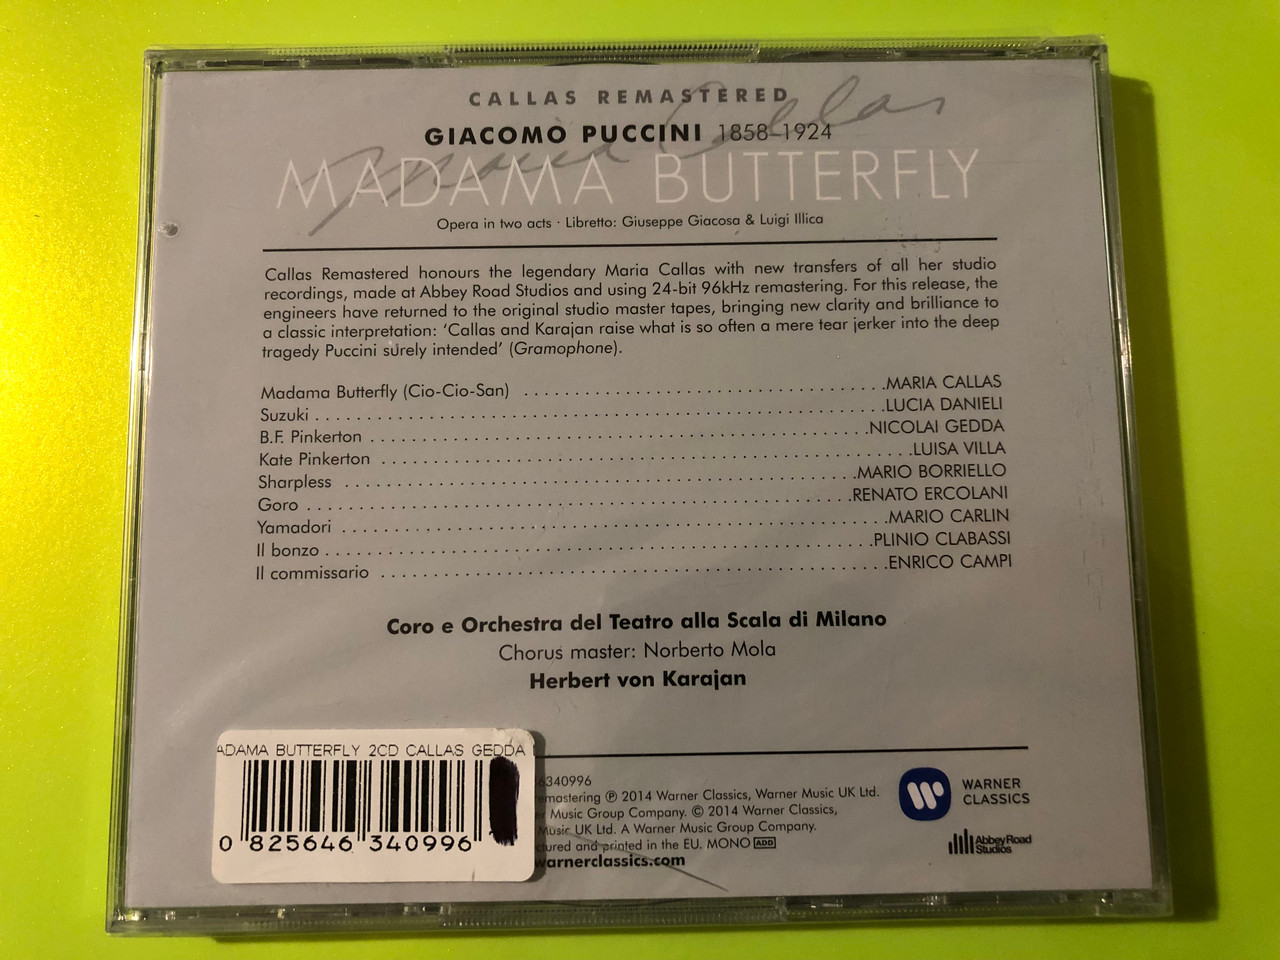 CALLAS REMASTERED
Maria Callas
GIACOMO PUCCINI 1858–1924
MADAMA BUTTERFLY
Opera in two acts · Libretto: Giuseppe Giacosa & Luigi Illica
Callas Remastered honours the legendary Maria Callas with new transfers of all her studio
recordings, made at Abbey Road Studios and using 24-bit 96kHz remastering. For this release, the
engineers have returned to the original studio master tapes, bringing new clarity and brilliance to
a classic interpretation: ‘Callas and Karajan raise what is so often a mere tear jerker into the deep
tragedy Puccini surely intended’ (Gramophone).
Madama Butterfly (Cio-Cio-San) MARIA CALLAS
Suzuki LUCIA DANIELI
B.F. Pinkerton NICOLAI GEDDA
Kate Pinkerton LUISA VILLA
Sharpless MARIO BORRIELLO
Goro RENATO ERCOLANI
Yamadori MARIO CARLIN
Il bonzo PLINIO CLABASSI
Il commissario ENRICO CAMPI
Coro e Orchestra del Teatro alla Scala di Milano
Chorus master: Norberto Mola
Herbert von Karajan
ADAMA BUTTERFLY 2CD CALLAS GEDDA
0 825646 340996
6340996
emastering ℗ 2014 Warner Classics, Warner Music UK Ltd.
er Music Group Company. © 2014 Warner Classics,
Music UK Ltd. A Warner Music Group Company.
ctured and printed in the EU. MONO ADD
warnerclassics.com
WARNER
CLASSICS
Abbey Road
Studios